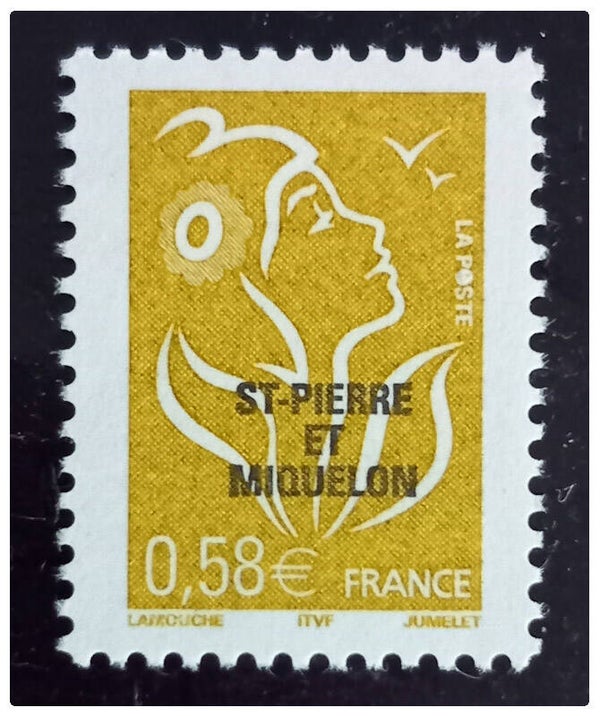 LA POSTE
ST-PIERRE
ET
MIQUELON
0,58€ FRANCE
LAMOUCHE ITVF JUMELET